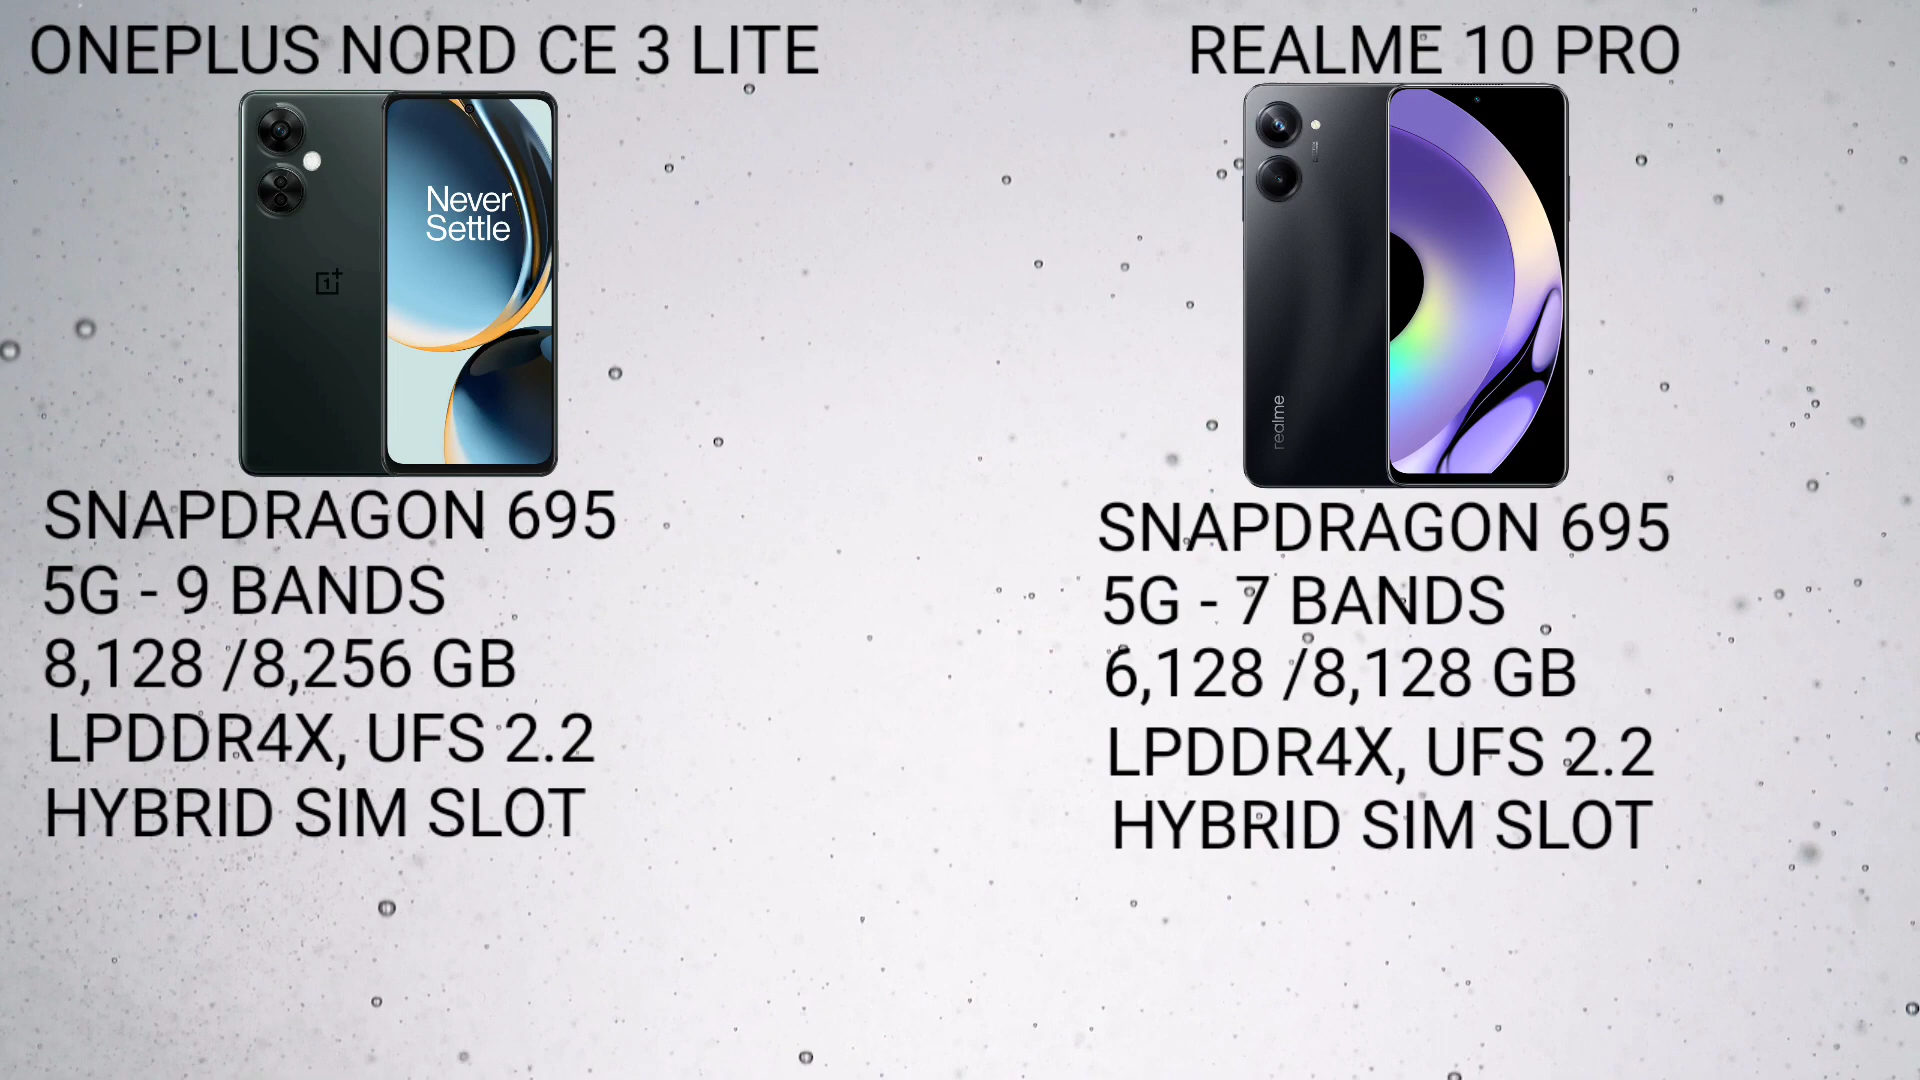 ONEPLUS NORD CE 3 LITE
Never
Settle
SNAPDRAGON 695
5G - 9 BANDS
8,128 /8,256 GB
LPDDR4X, UFS 2.2
HYBRID SIM SLOT
REALME 10 PRO
realme
SNAPDRAGON 695
5G - 7 BANDS
6,128 /8,128 GB
LPDDR4X, UFS 2.2
HYBRID SIM SLOT